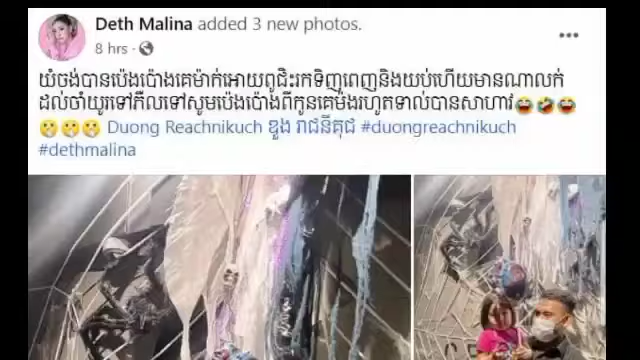 Deth Malina added 3 new photos.
8 hrs ·
យំចង់បានប៉េងប៉ោងគេម៉ាក់អោយពូជិះរកទិញពេញនិងយប់ហើយមានណាលក់
ដល់ចាំយូរទៅភឺលទៅសូមប៉េងប៉ោងពីកូនគេម៉ងរហូតទាល់បានសាហាវ😂🤣😂
🤭🤭🤭 Duong Reachnikuch ឌួង រាជនីគុជ #duongreachnikuch
#dethmalina